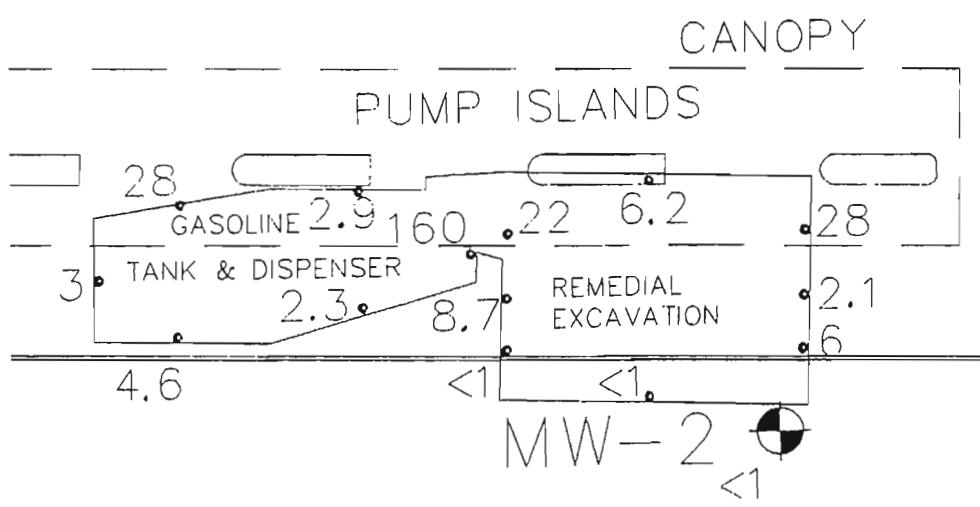 CANOPY
PUMP ISLANDS
28
GASOLINE
2.9
160
22
6.2
28
3
TANK & DISPENSER
2.3
8.7
REMEDIAL
EXCAVATION
2.1
6
4.6
<1
<1
MW-2
<1